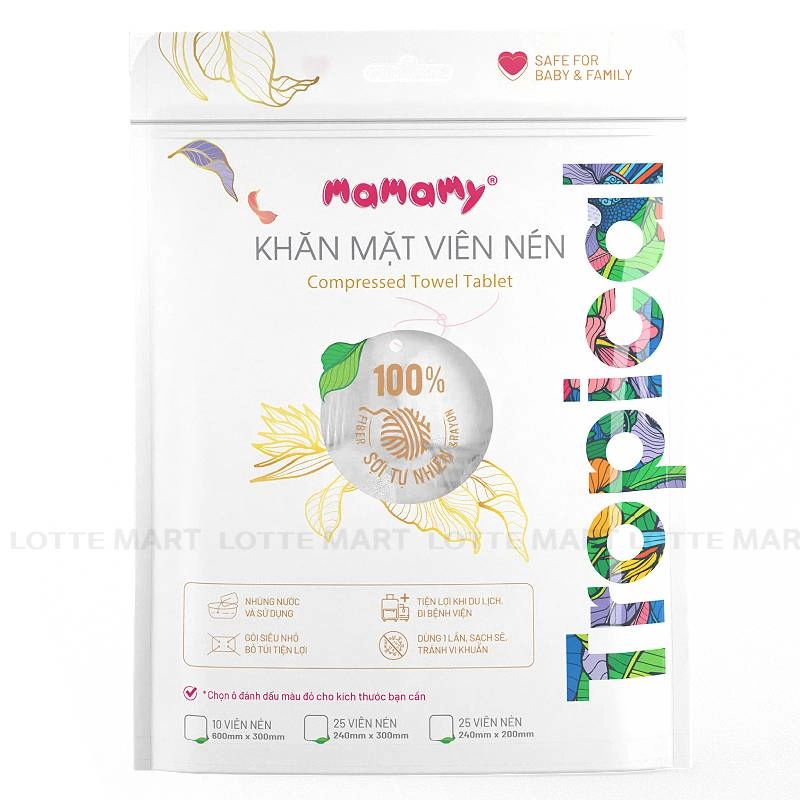 SAFE FOR
BABY & FAMILY
mamamy®
KHĂN MẶT VIÊN NÉN
Compressed Towel Tablet
Tropical
100%
FIBER SỢI TỰ NHIÊN &RAYON
NHÚNG NƯỚC
VÀ SỬ DỤNG
TIỆN LỢI KHI DU LỊCH,
ĐI BỆNH VIỆN
GÓI SIÊU NHỎ
BỎ TÚI TIỆN LỢI
DÙNG 1 LẦN, SẠCH SẼ,
TRÁNH VI KHUẨN
*Chọn ô đánh dấu màu đỏ cho kích thước bạn cần
10 VIÊN NÉN
600mm x 300mm
25 VIÊN NÉN
240mm x 300mm
25 VIÊN NÉN
240mm x 200mm
LOTTE MART LOTTE MART LOTTE MART LOTTE MART